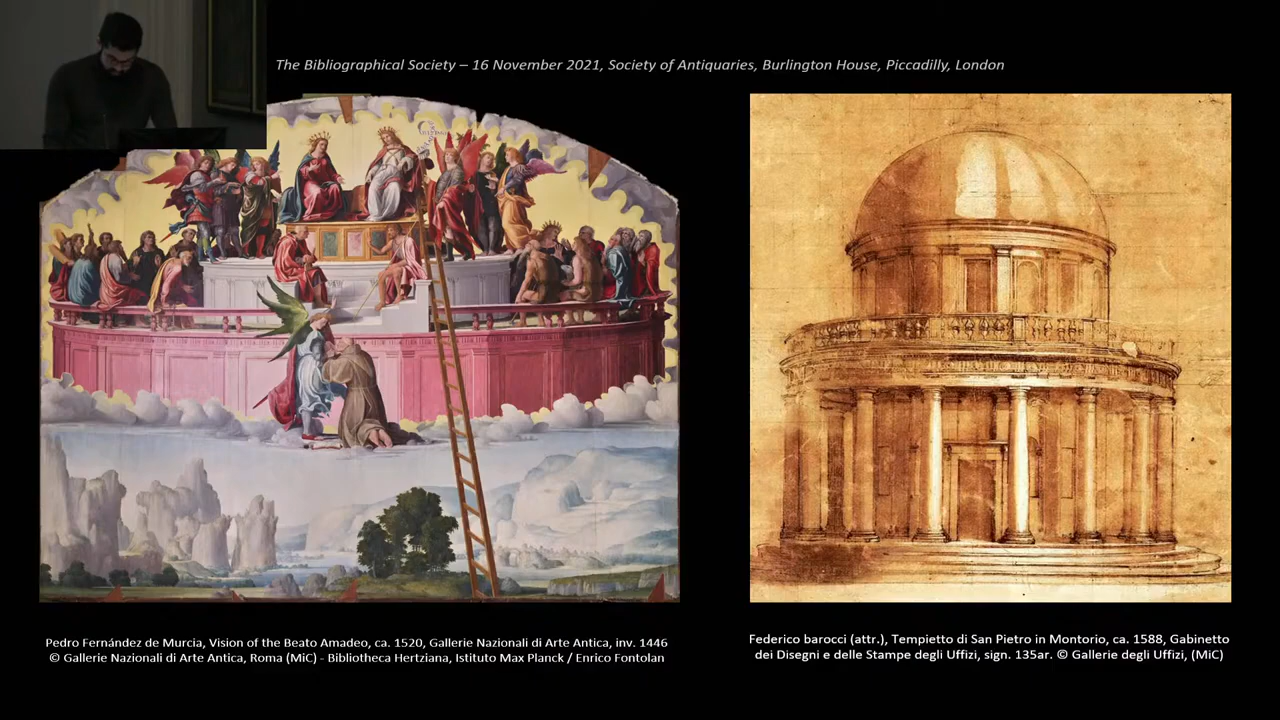 The Bibliographical Society – 16 November 2021, Society of Antiquaries, Burlington House, Piccadilly, London
Pedro Fernández de Murcia, Vision of the Beato Amadeo, ca. 1520, Gallerie Nazionali di Arte Antica, inv. 1446
© Gallerie Nazionali di Arte Antica, Roma (MiC) - Bibliotheca Hertziana, Istituto Max Planck / Enrico Fontolan
Federico barocci (attr.), Tempietto di San Pietro in Montorio, ca. 1588, Gabinetto
dei Disegni e delle Stampe degli Uffizi, sign. 135ar. © Gallerie degli Uffizi, (MiC)